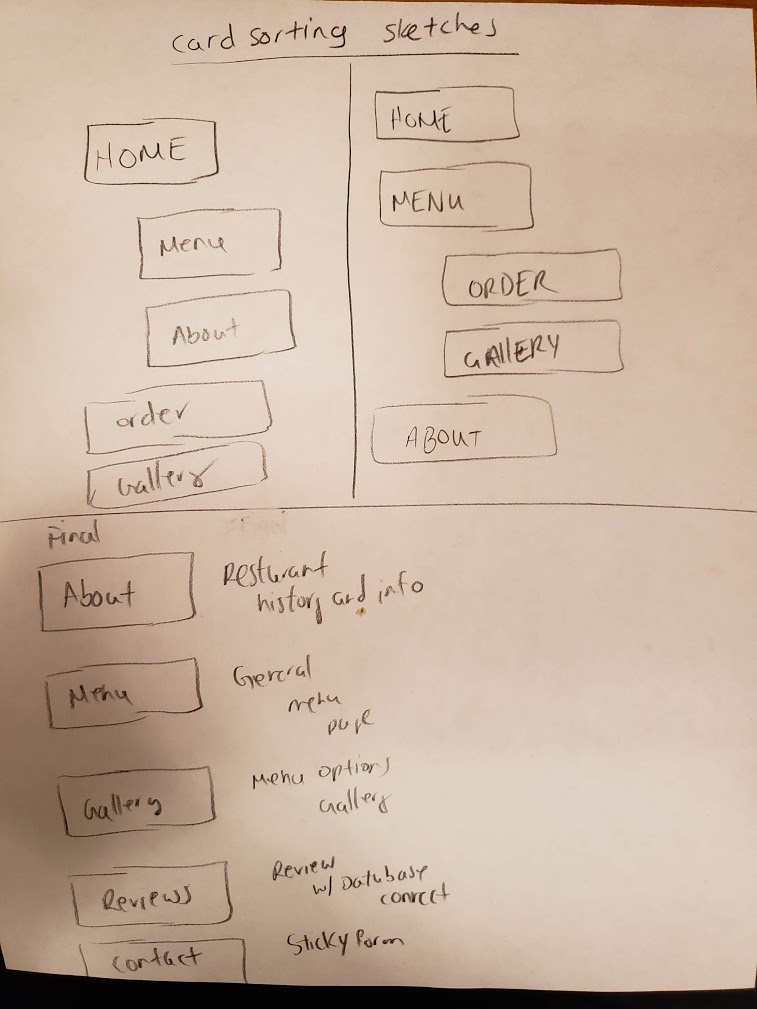 card sorting sketches
HOME
Menu
About
order
Gallery
HOME
MENU
ORDER
GAllERY
ABOUT
Final
About
Resturant
history and info
Menu
General
menu
page
Gallery
Menu options
Gallery
Reviews
Review
w/ Database
connect
contact
Sticky Form